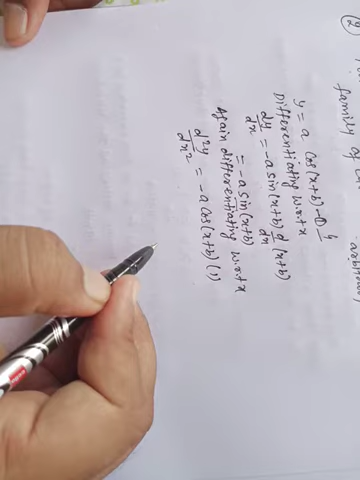 family of
y = a cos(x+b) - ①
Differentiating w.r.t x
dy/dx = -a sin(x+b) d/dx (x+b)
= -a sin(x+b)
Again differentiating w.r.t x
d²y/dx² = -a cos(x+b) (1)